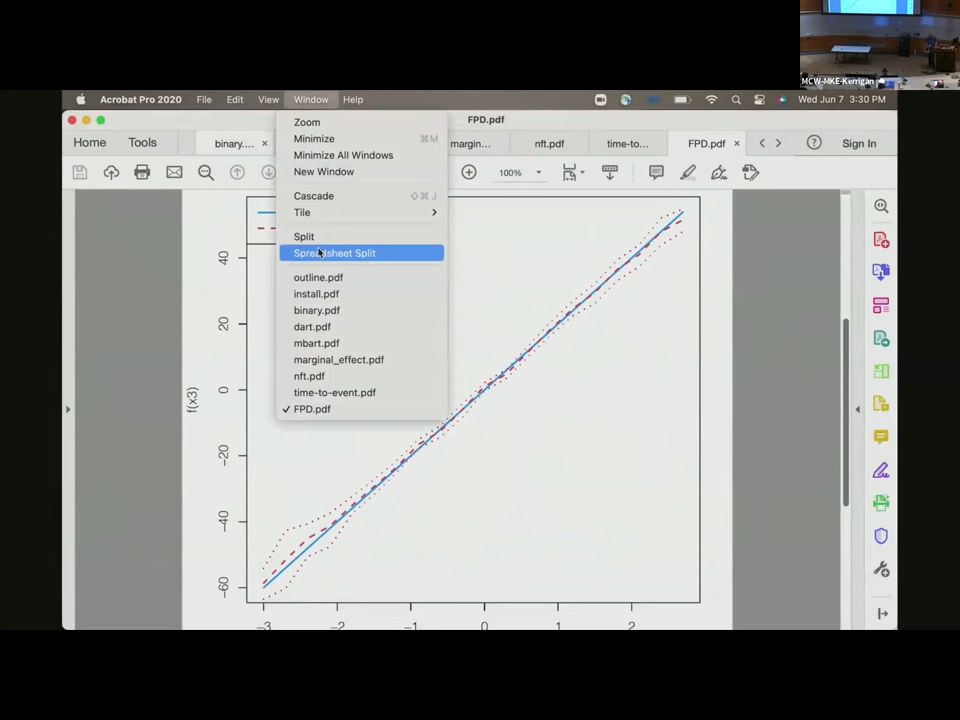 MCW-MKE-Kerrigan
Acrobat Pro 2020 File Edit View Window Help
Wed Jun 7 3:30 PM
FPD.pdf
Home Tools binary.... × margin... nft.pdf time-to... FPD.pdf × Sign In
100%
Zoom
Minimize ⌘M
Minimize All Windows
New Window
Cascade ⇧⌘J
Tile
Split
Spreadsheet Split
outline.pdf
install.pdf
binary.pdf
dart.pdf
mbart.pdf
marginal_effect.pdf
nft.pdf
time-to-event.pdf
✓ FPD.pdf
f(x3)
40
20
0
−20
−40
−60
−3 −2 −1 0 1 2